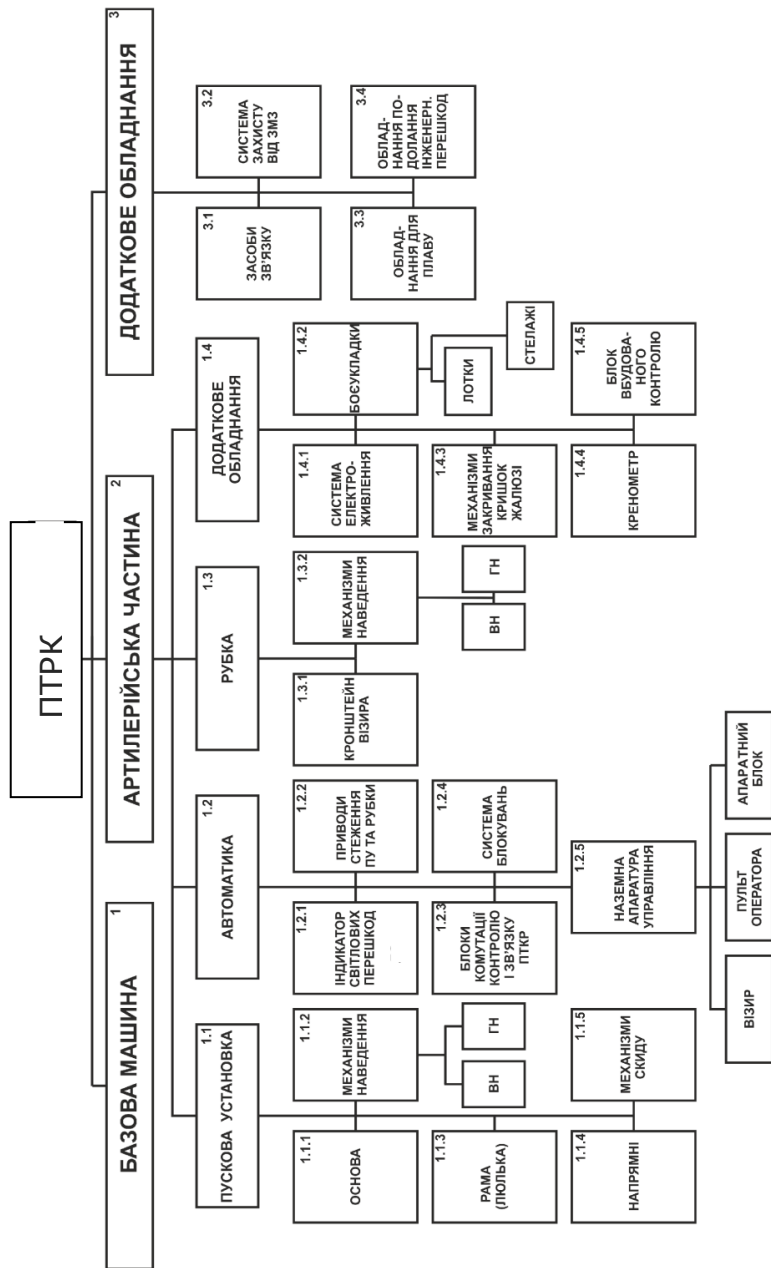 ПТРК
1
БАЗОВА МАШИНА
2
АРТИЛЕРІЙСЬКА ЧАСТИНА
3
ДОДАТКОВЕ ОБЛАДНАННЯ
1.1
ПУСКОВА УСТАНОВКА
1.2
АВТОМАТИКА
1.3
РУБКА
1.4
ДОДАТКОВЕ
ОБЛАДНАННЯ
1.1.1
ОСНОВА
1.1.2
МЕХАНІЗМИ
НАВЕДЕННЯ
ВН
ГН
1.1.3
РАМА
(ЛЮЛЬКА)
1.1.4
НАПРЯМНІ
1.1.5
МЕХАНІЗМИ
СКИДУ
1.2.1
ІНДИКАТОР
СВІТЛОВИХ
ПЕРЕШКОД
1.2.2
ПРИВОДИ
СТЕЖЕННЯ
ПУ ТА РУБКИ
1.2.3
БЛОКИ
КОМУТАЦІЇ
КОНТРОЛЮ
І ЗВ'ЯЗКУ
ПТКР
1.2.4
СИСТЕМА
БЛОКУВАНЬ
1.2.5
НАЗЕМНА
АПАРАТУРА
УПРАВЛІННЯ
ВІЗИР
ПУЛЬТ
ОПЕРАТОРА
АПАРАТНИЙ
БЛОК
1.3.1
КРОНШТЕЙН
ВІЗИРА
1.3.2
МЕХАНІЗМИ
НАВЕДЕННЯ
ВН
ГН
1.4.1
СИСТЕМА
ЕЛЕКТРО-
ЖИВЛЕННЯ
1.4.2
БОЄУКЛАДКИ
ЛОТКИ
СТЕЛАЖІ
1.4.3
МЕХАНІЗМИ
ЗАКРИВАННЯ
КРИШОК
ЖАЛЮЗІ
1.4.4
КРЕНОМЕТР
1.4.5
БЛОК
ВБУДОВА-
НОГО
КОНТРОЛЮ
3.1
ЗАСОБИ
ЗВ'ЯЗКУ
3.2
СИСТЕМА
ЗАХИСТУ
ВІД ЗМЗ
3.3
ОБЛАД-
НАННЯ ДЛЯ
ПЛАВУ
3.4
ОБЛАД-
НАННЯ ПО-
ДОЛАННЯ
ІНЖЕНЕРН.
ПЕРЕШКОД